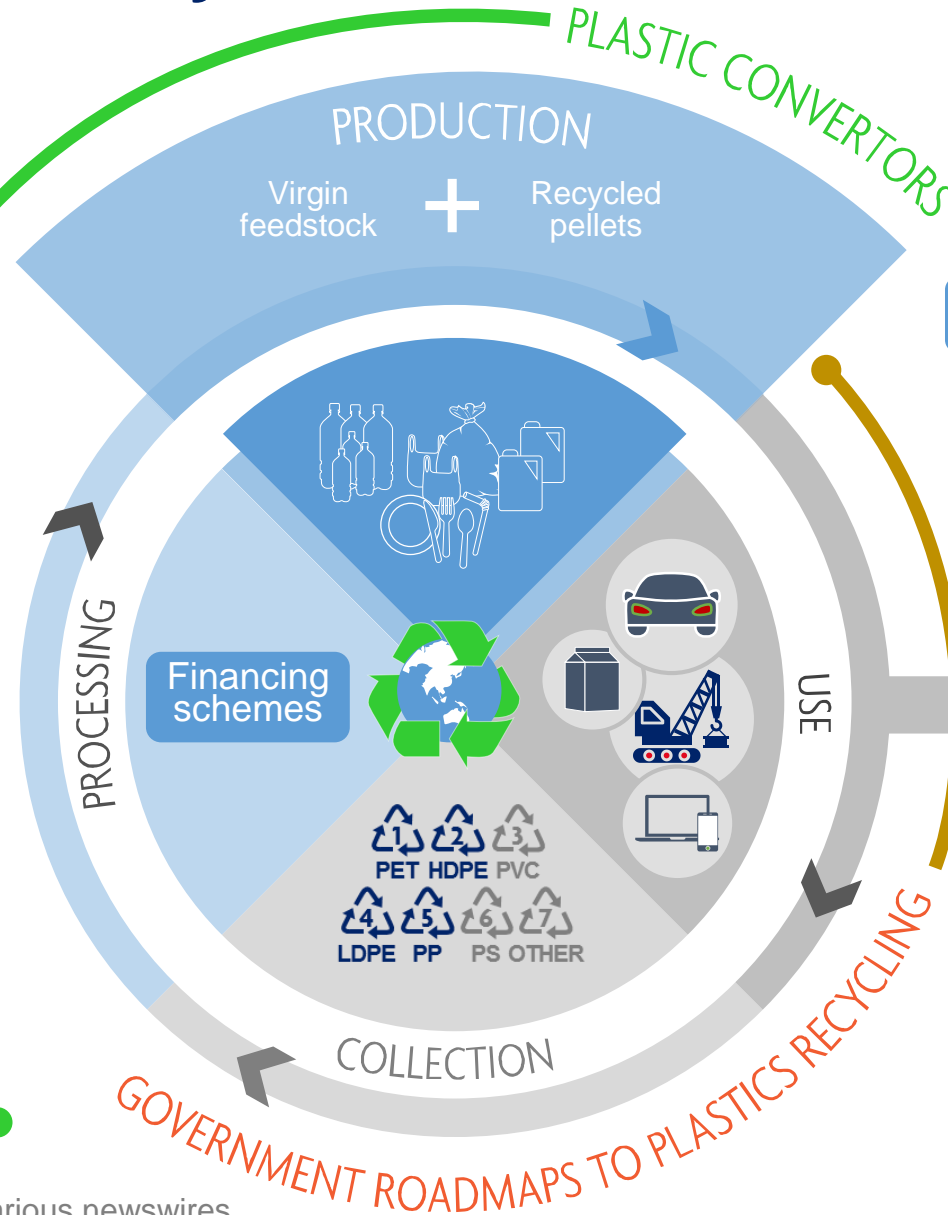 PLASTIC CONVERTORS
PRODUCTION
Virgin
feedstock
+
Recycled
pellets
PROCESSING
Financing
schemes
USE
1 2 3
PET HDPE PVC
4 5 6 7
LDPE PP PS OTHER
COLLECTION
GOVERNMENT ROADMAPS TO PLASTICS RECYCLING
newswires